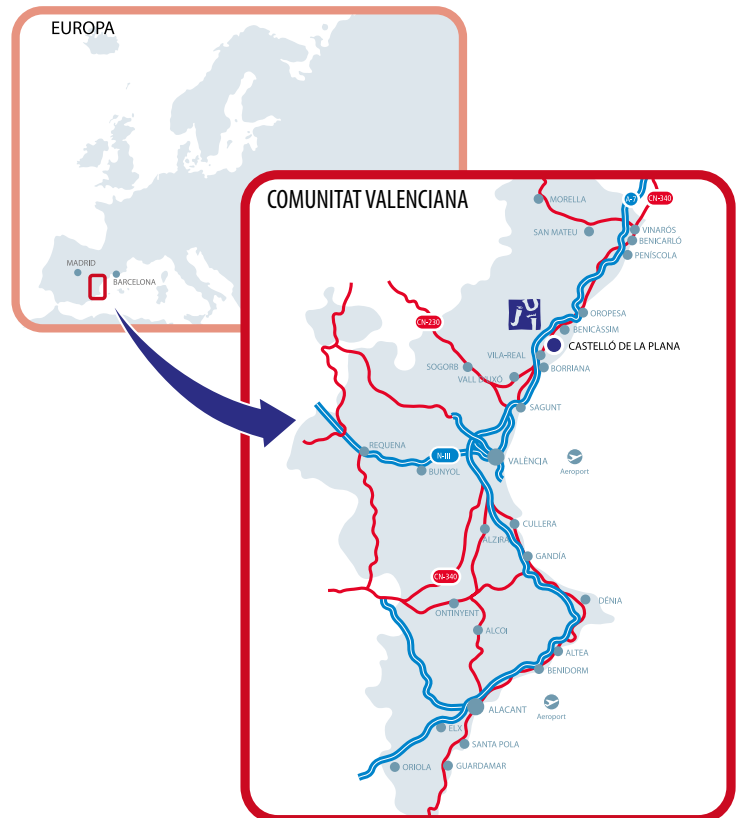 EUROPA
MADRID
BARCELONA
COMUNITAT VALENCIANA
MORELLA
A-7
CN-340
SAN MATEU
VINARÓS
BENICARLÓ
PENÍSCOLA
OROPESA
CN-230
BENICÀSSIM
CASTELLÓ DE LA PLANA
VILA-REAL
SOGORB
BORRIANA
VALL D'UIXÓ
SAGUNT
REQUENA
N-III
VALÈNCIA
BUNYOL
Aeroport
CULLERA
ALZIRA
GANDÍA
CN-340
DÉNIA
ONTINYENT
ALCOI
ALTEA
BENIDORM
ALACANT
Aeroport
ELX
SANTA POLA
ORIOLA
GUARDAMAR